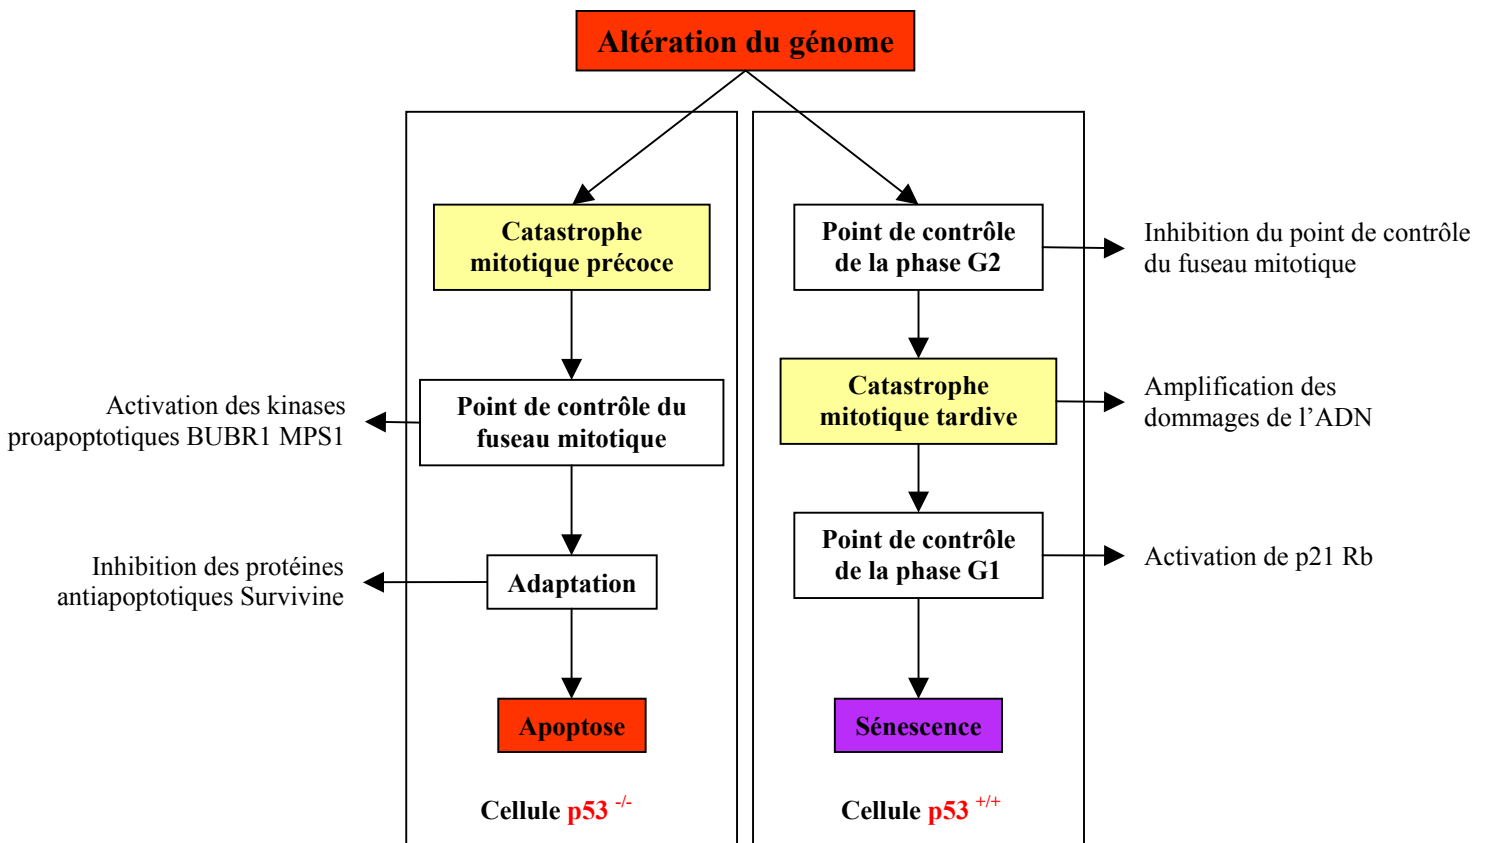 Altération du génome
Catastrophe
mitotique précoce
Point de contrôle
de la phase G2
Inhibition du point de contrôle
du fuseau mitotique
Activation des kinases
proapoptotiques BUBR1 MPS1
Point de contrôle du
fuseau mitotique
Catastrophe
mitotique tardive
Amplification des
dommages de l’ADN
Inhibition des protéines
antiapoptotiques Survivine
Adaptation
Point de contrôle
de la phase G1
Activation de p21 Rb
Apoptose
Sénescence
Cellule p53 -/-
Cellule p53 +/+